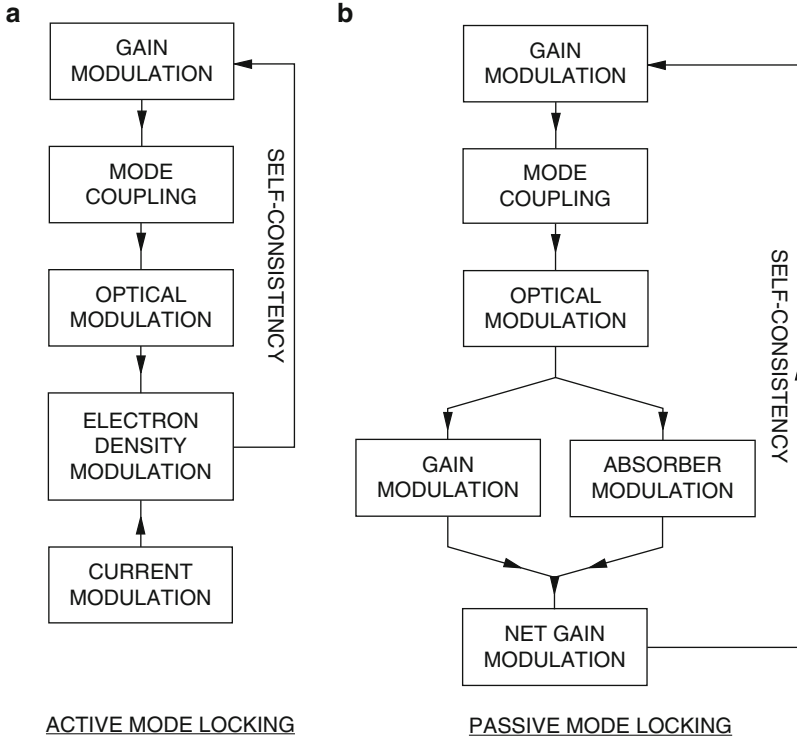 a
GAIN
MODULATION
MODE
COUPLING
OPTICAL
MODULATION
ELECTRON
DENSITY
MODULATION
CURRENT
MODULATION
SELF-CONSISTENCY
ACTIVE MODE LOCKING
b
GAIN
MODULATION
MODE
COUPLING
OPTICAL
MODULATION
GAIN
MODULATION
ABSORBER
MODULATION
NET GAIN
MODULATION
SELF-CONSISTENCY
PASSIVE MODE LOCKING